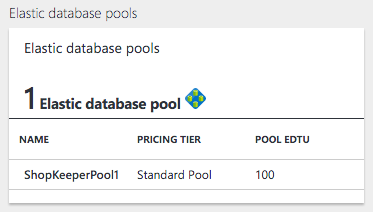 Elastic database pools
Elastic database pools
1 Elastic database pool
NAME PRICING TIER POOL EDTU
ShopKeeperPool1 Standard Pool 100